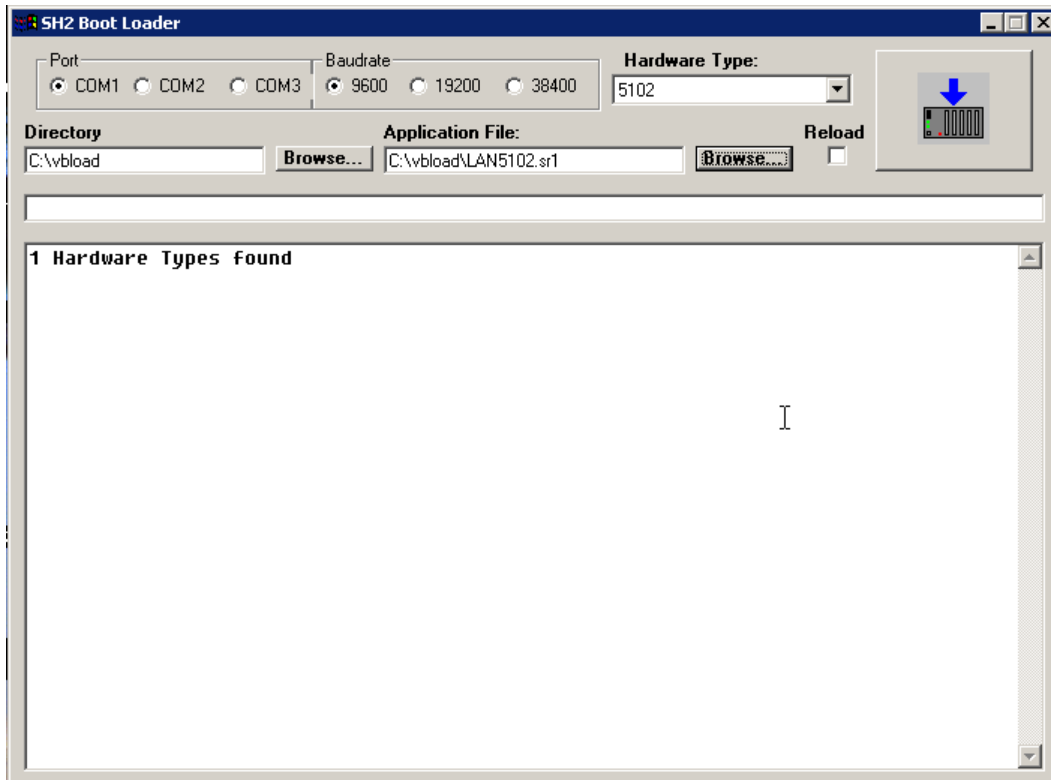 SH2 Boot Loader
Port
Baudrate
Hardware Type:
COM1 COM2 COM3 9600 19200 38400 5102
Directory Application File: Reload
C:\vbload Browse... C:\vbload\LAN5102.sr1 Browse...
1 Hardware Types found